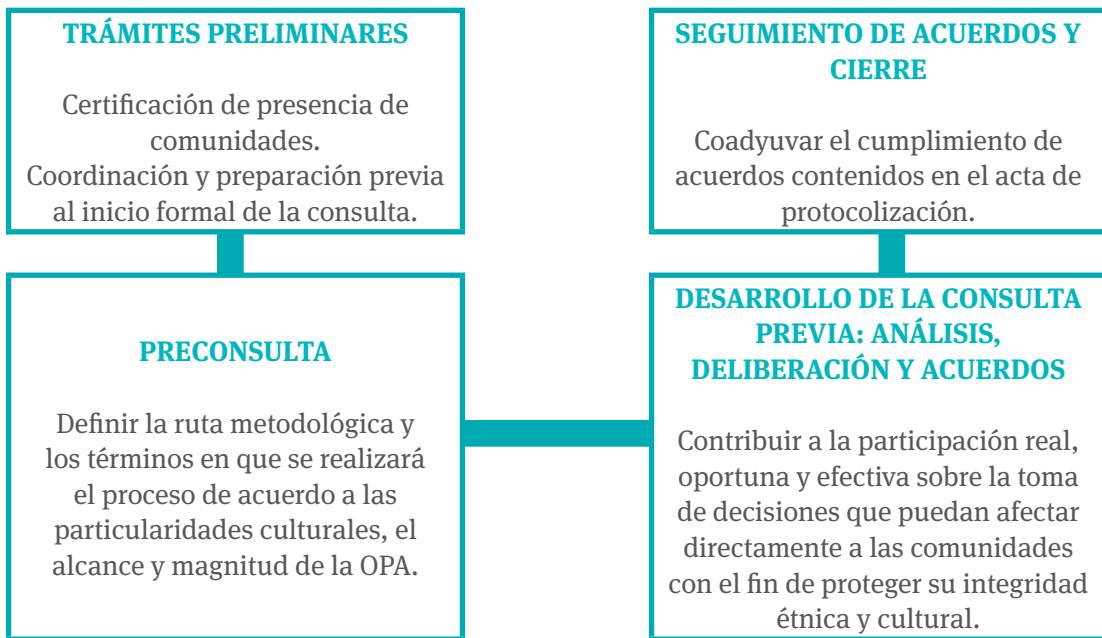 TRÁMITES PRELIMINARES
Certificación de presencia de
comunidades.
Coordinación y preparación previa
al inicio formal de la consulta.
PRECONSULTA
Definir la ruta metodológica y
los términos en que se realizará
el proceso de acuerdo a las
particularidades culturales, el
alcance y magnitud de la OPA.
DESARROLLO DE LA CONSULTA
PREVIA: ANÁLISIS,
DELIBERACIÓN Y ACUERDOS
Contribuir a la participación real,
oportuna y efectiva sobre la toma
de decisiones que puedan afectar
directamente a las comunidades
con el fin de proteger su integridad
étnica y cultural.
SEGUIMIENTO DE ACUERDOS Y
CIERRE
Coadyuvar el cumplimiento de
acuerdos contenidos en el acta de
protocolización.